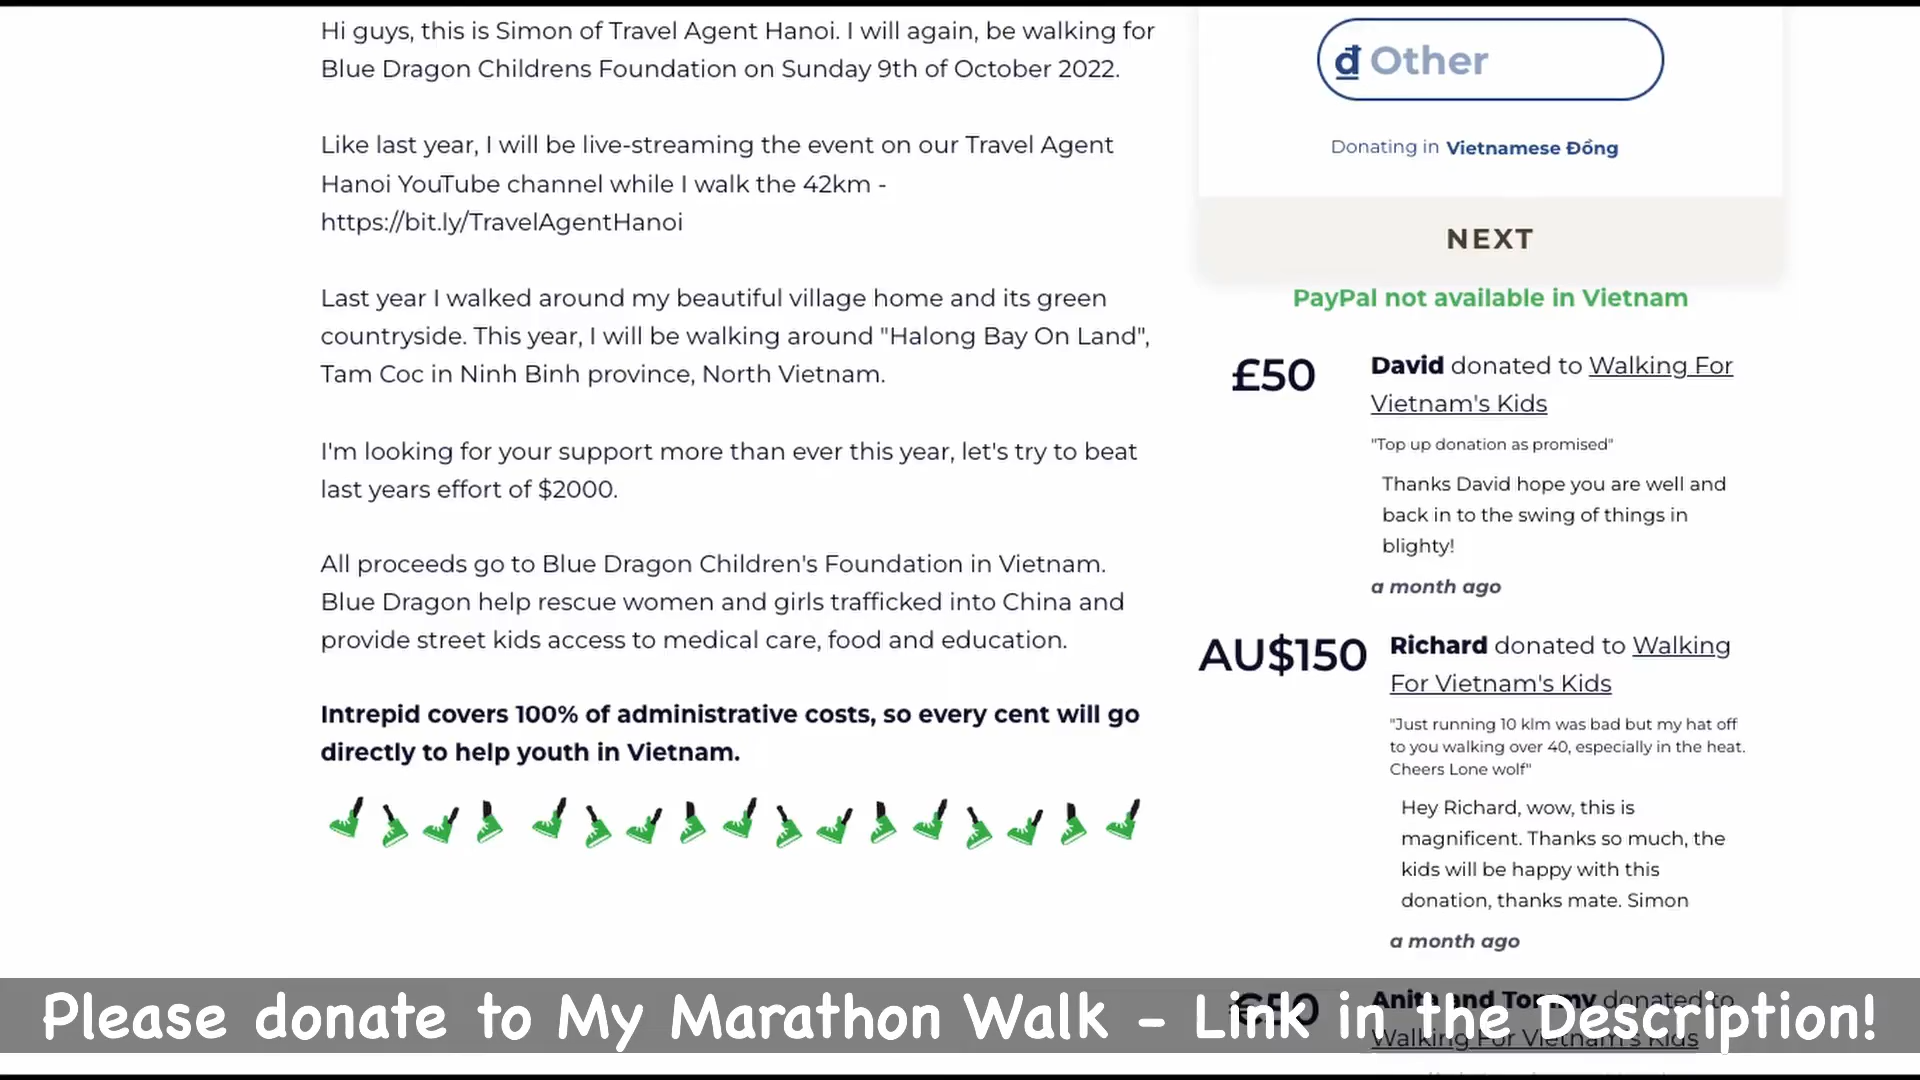 Hi guys, this is Simon of Travel Agent Hanoi. I will again, be walking for
Blue Dragon Childrens Foundation on Sunday 9th of October 2022.
Like last year, I will be live-streaming the event on our Travel Agent
Hanoi YouTube channel while I walk the 42km -
https://bit.ly/TravelAgentHanoi
Last year I walked around my beautiful village home and its green
countryside. This year, I will be walking around "Halong Bay On Land",
Tam Coc in Ninh Binh province, North Vietnam.
I'm looking for your support more than ever this year, let's try to beat
last years effort of $2000.
All proceeds go to Blue Dragon Children's Foundation in Vietnam.
Blue Dragon help rescue women and girls trafficked into China and
provide street kids access to medical care, food and education.
Intrepid covers 100% of administrative costs, so every cent will go
directly to help youth in Vietnam.
₫ Other
Donating in Vietnamese Đồng
NEXT
PayPal not available in Vietnam
£50
David donated to Walking For
Vietnam's Kids
"Top up donation as promised"
Thanks David hope you are well and
back in to the swing of things in
blighty!
a month ago
AU$150
Richard donated to Walking
For Vietnam's Kids
"Just running 10 klm was bad but my hat off
to you walking over 40, especially in the heat.
Cheers Lone wolf"
Hey Richard, wow, this is
magnificent. Thanks so much, the
kids will be happy with this
donation, thanks mate. Simon
a month ago
€50
Anita and Tommy donated to
Walking For Vietnam's Kids
Please donate to My Marathon Walk - Link in the Description!